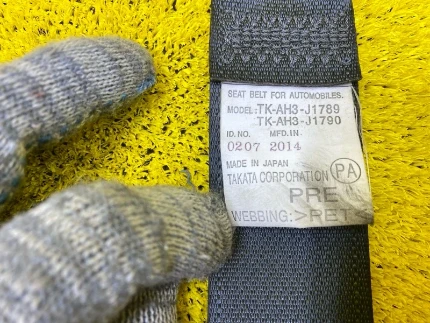 SEAT BELT FOR AUTOMOBILES.
MODEL: TK-AH3-J1789
TK-AH3-J1790
ID.NO. MFD.IN.
0207 2014
MADE IN JAPAN
TAKATA CORPORATION PA
PRE
WEBBING:>PET<